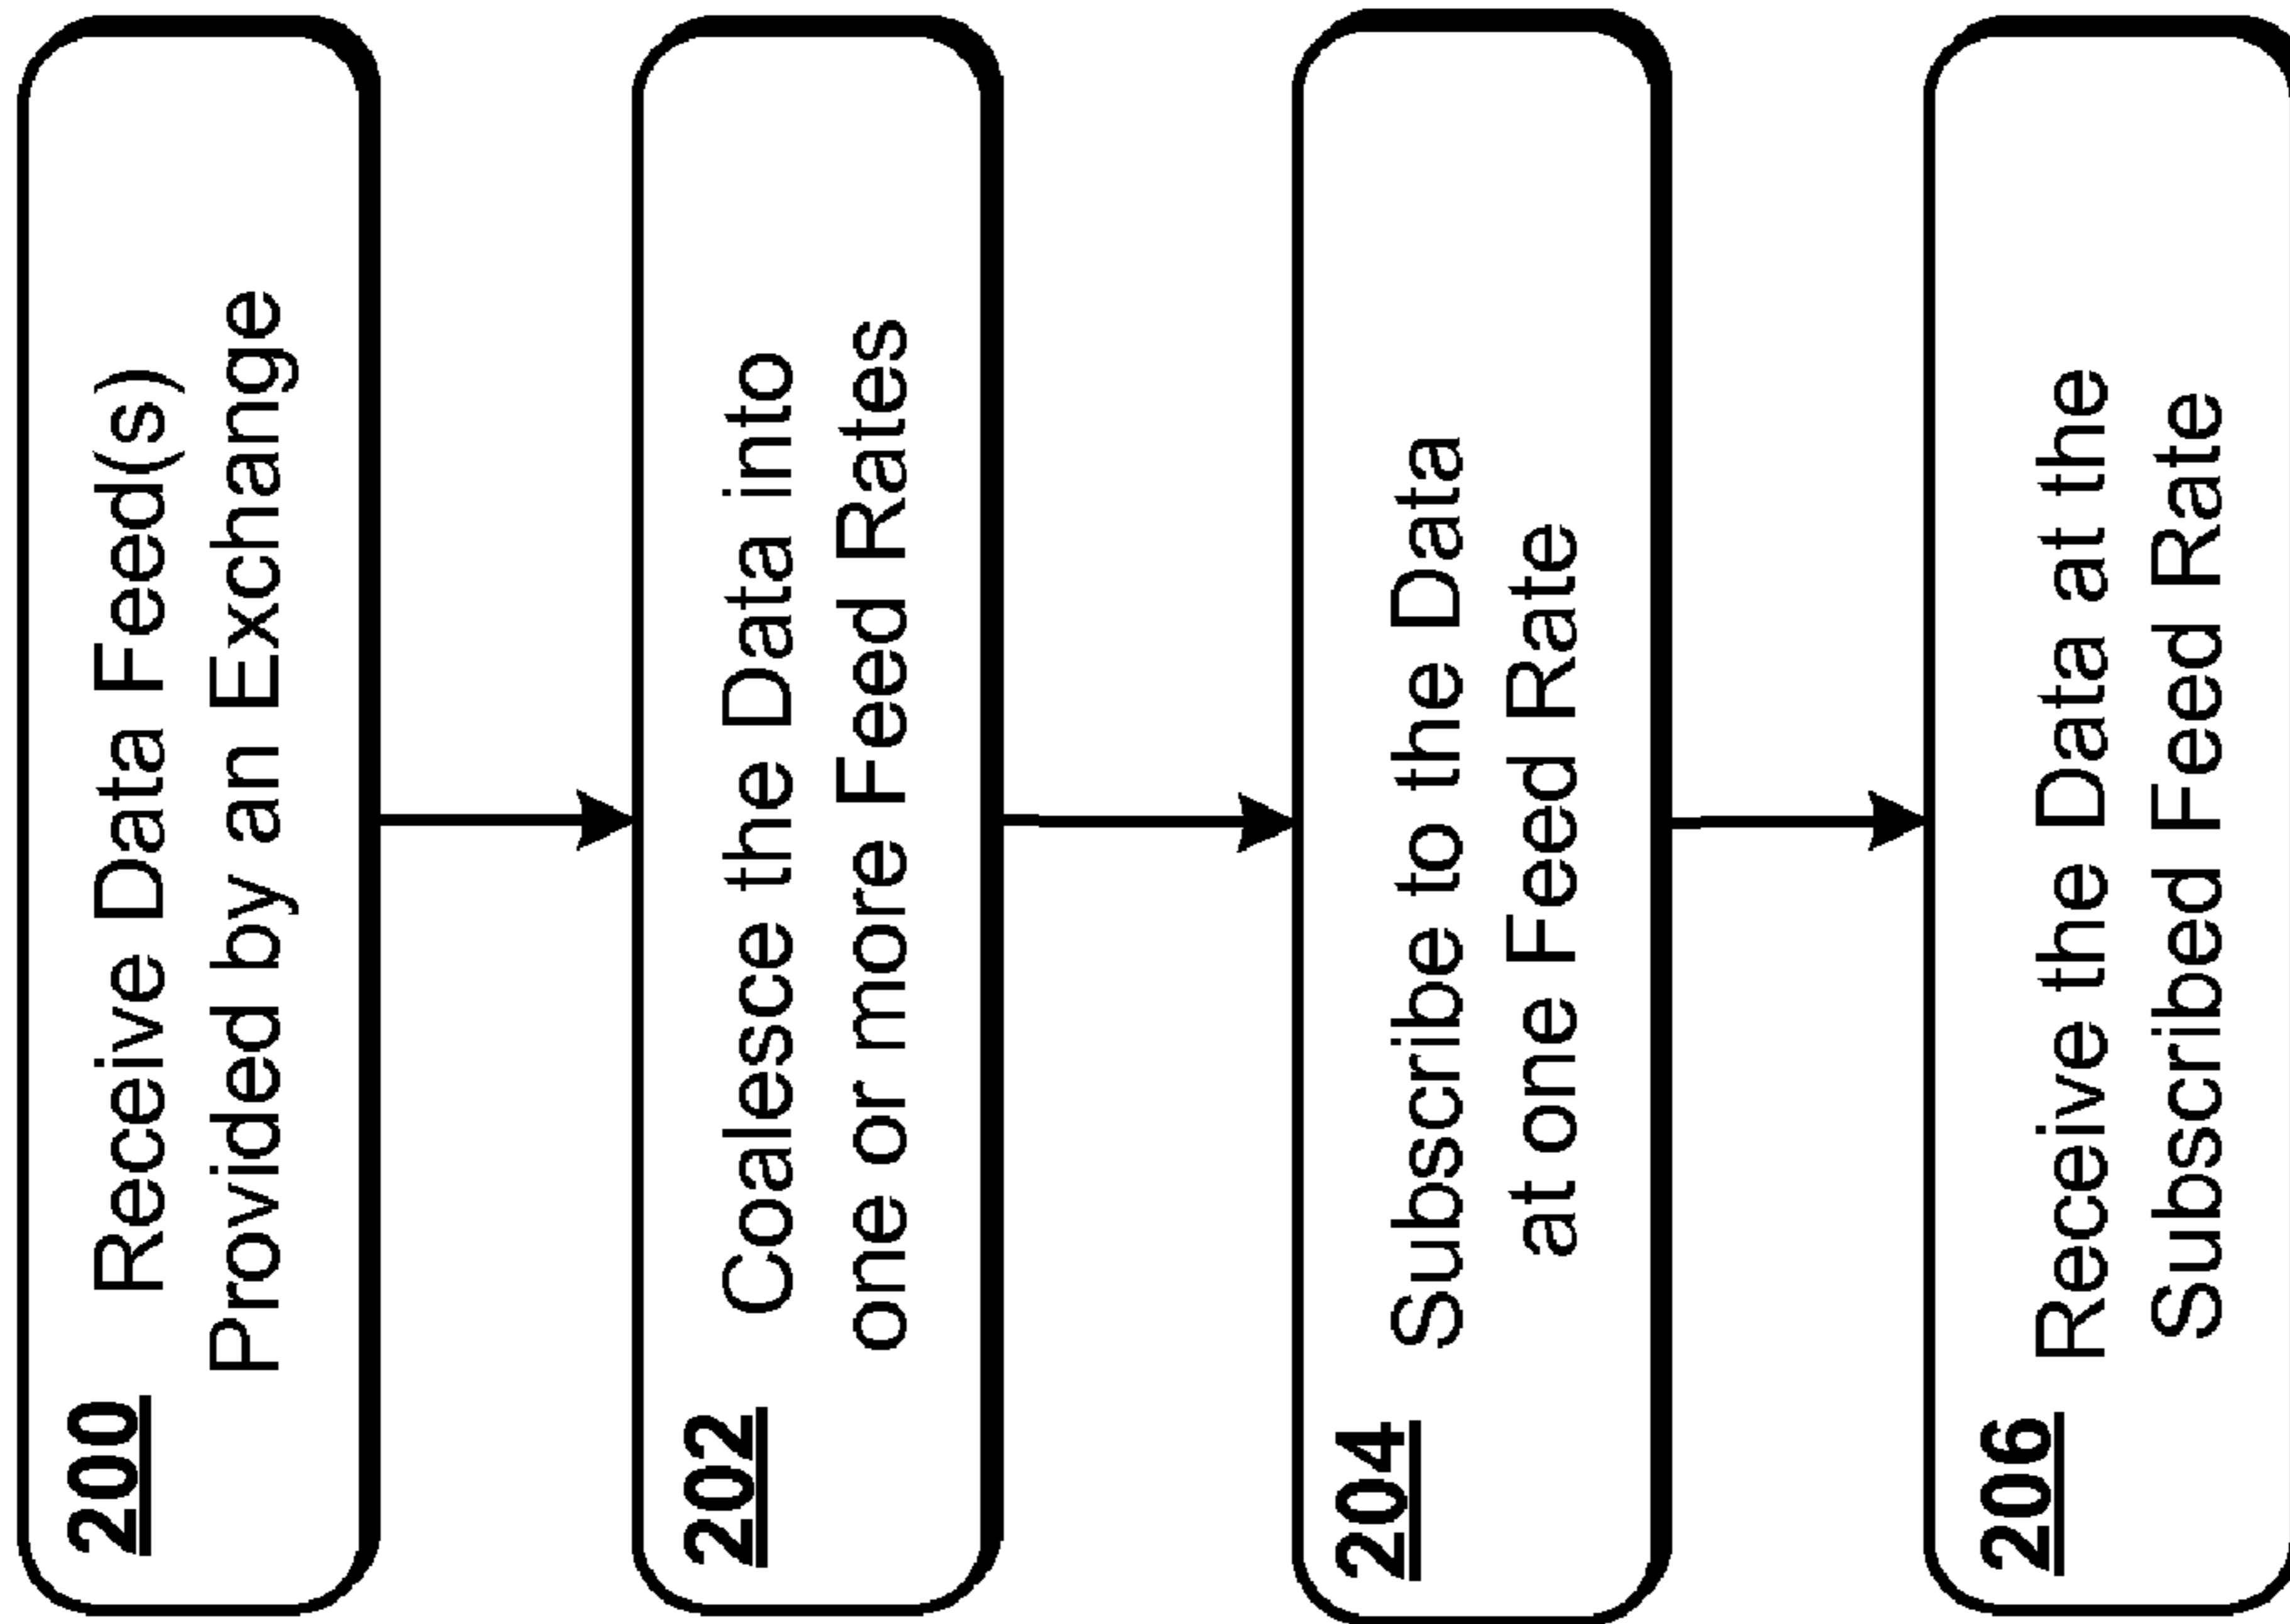 200 Receive Data Feed(s)
Provided by an Exchange
202 Coalesce the Data into
one or more Feed Rates
204 Subscribe to the Data
at one Feed Rate
206 Receive the Data at the
Subscribed Feed Rate